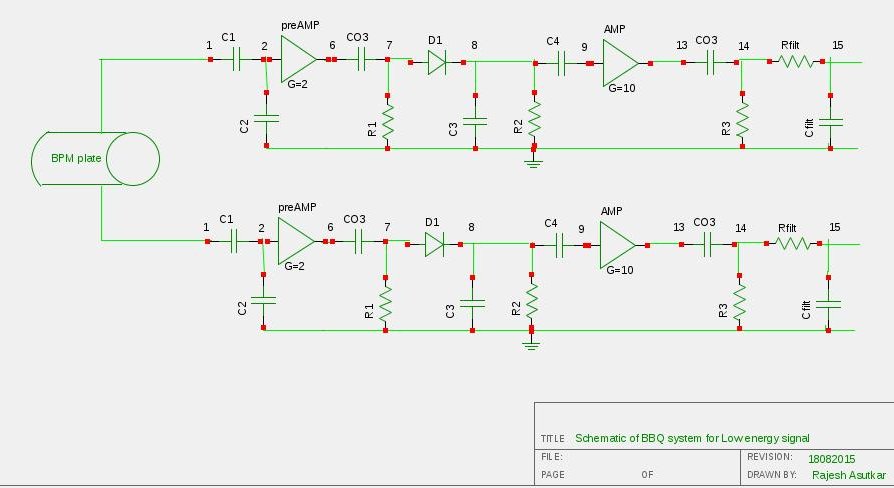 preAMP
AMP
1 C1 2 6 CO3 7 D1 8 C4 9 13 CO3 14 Rfilt 15
G=2
G=10
C2 R1 C3 R2 R3 Cfilt
BPM plate
preAMP
AMP
1 C1 2 6 CO3 7 D1 8 C4 9 13 CO3 14 Rfilt 15
G=2
G=10
C2 R1 C3 R2 R3 Cfilt
TITLE Schematic of BBQ system for Low energy signal
FILE: REVISION: 18082015
PAGE OF DRAWN BY: Rajesh Asutkar